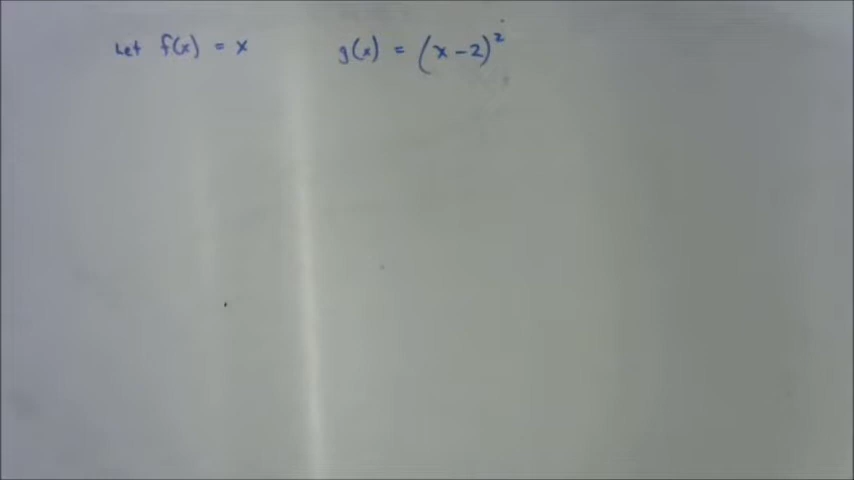 Let f(x) = x g(x) = (x-2)²